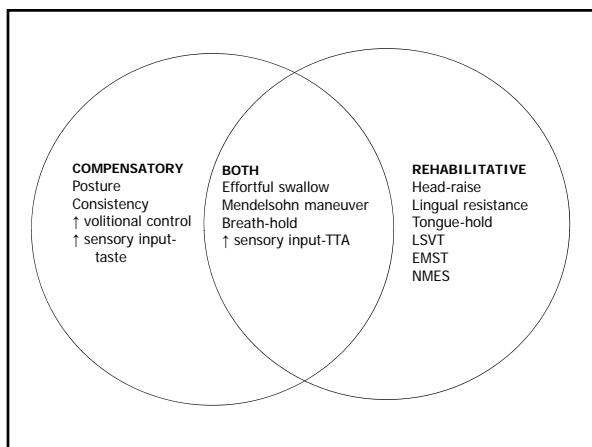 COMPENSATORY
Posture
Consistency
↑ volitional control
↑ sensory input-
taste
BOTH
Effortful swallow
Mendelsohn maneuver
Breath-hold
↑ sensory input-TTA
REHABILITATIVE
Head-raise
Lingual resistance
Tongue-hold
LSVT
EMST
NMES